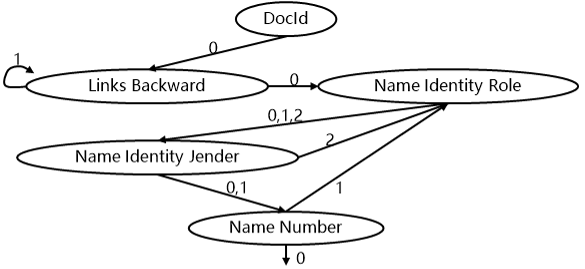 DocId
0
1
Links Backward
0
Name Identity Role
0,1,2
Name Identity Jender
2
0,1
1
Name Number
0